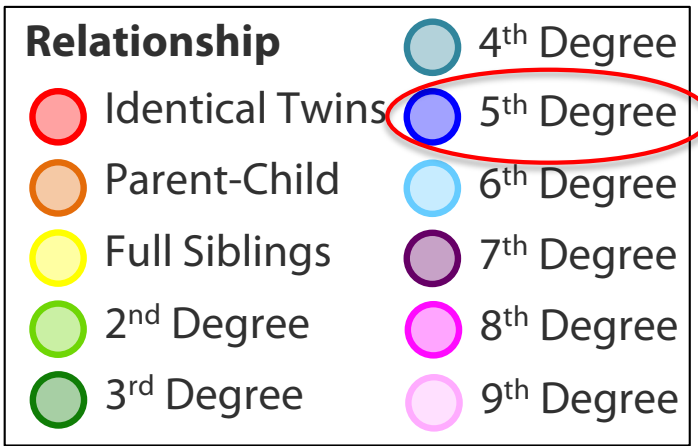 Relationship
Identical Twins
Parent-Child
Full Siblings
2nd Degree
3rd Degree
4th Degree
5th Degree
6th Degree
7th Degree
8th Degree
9th Degree